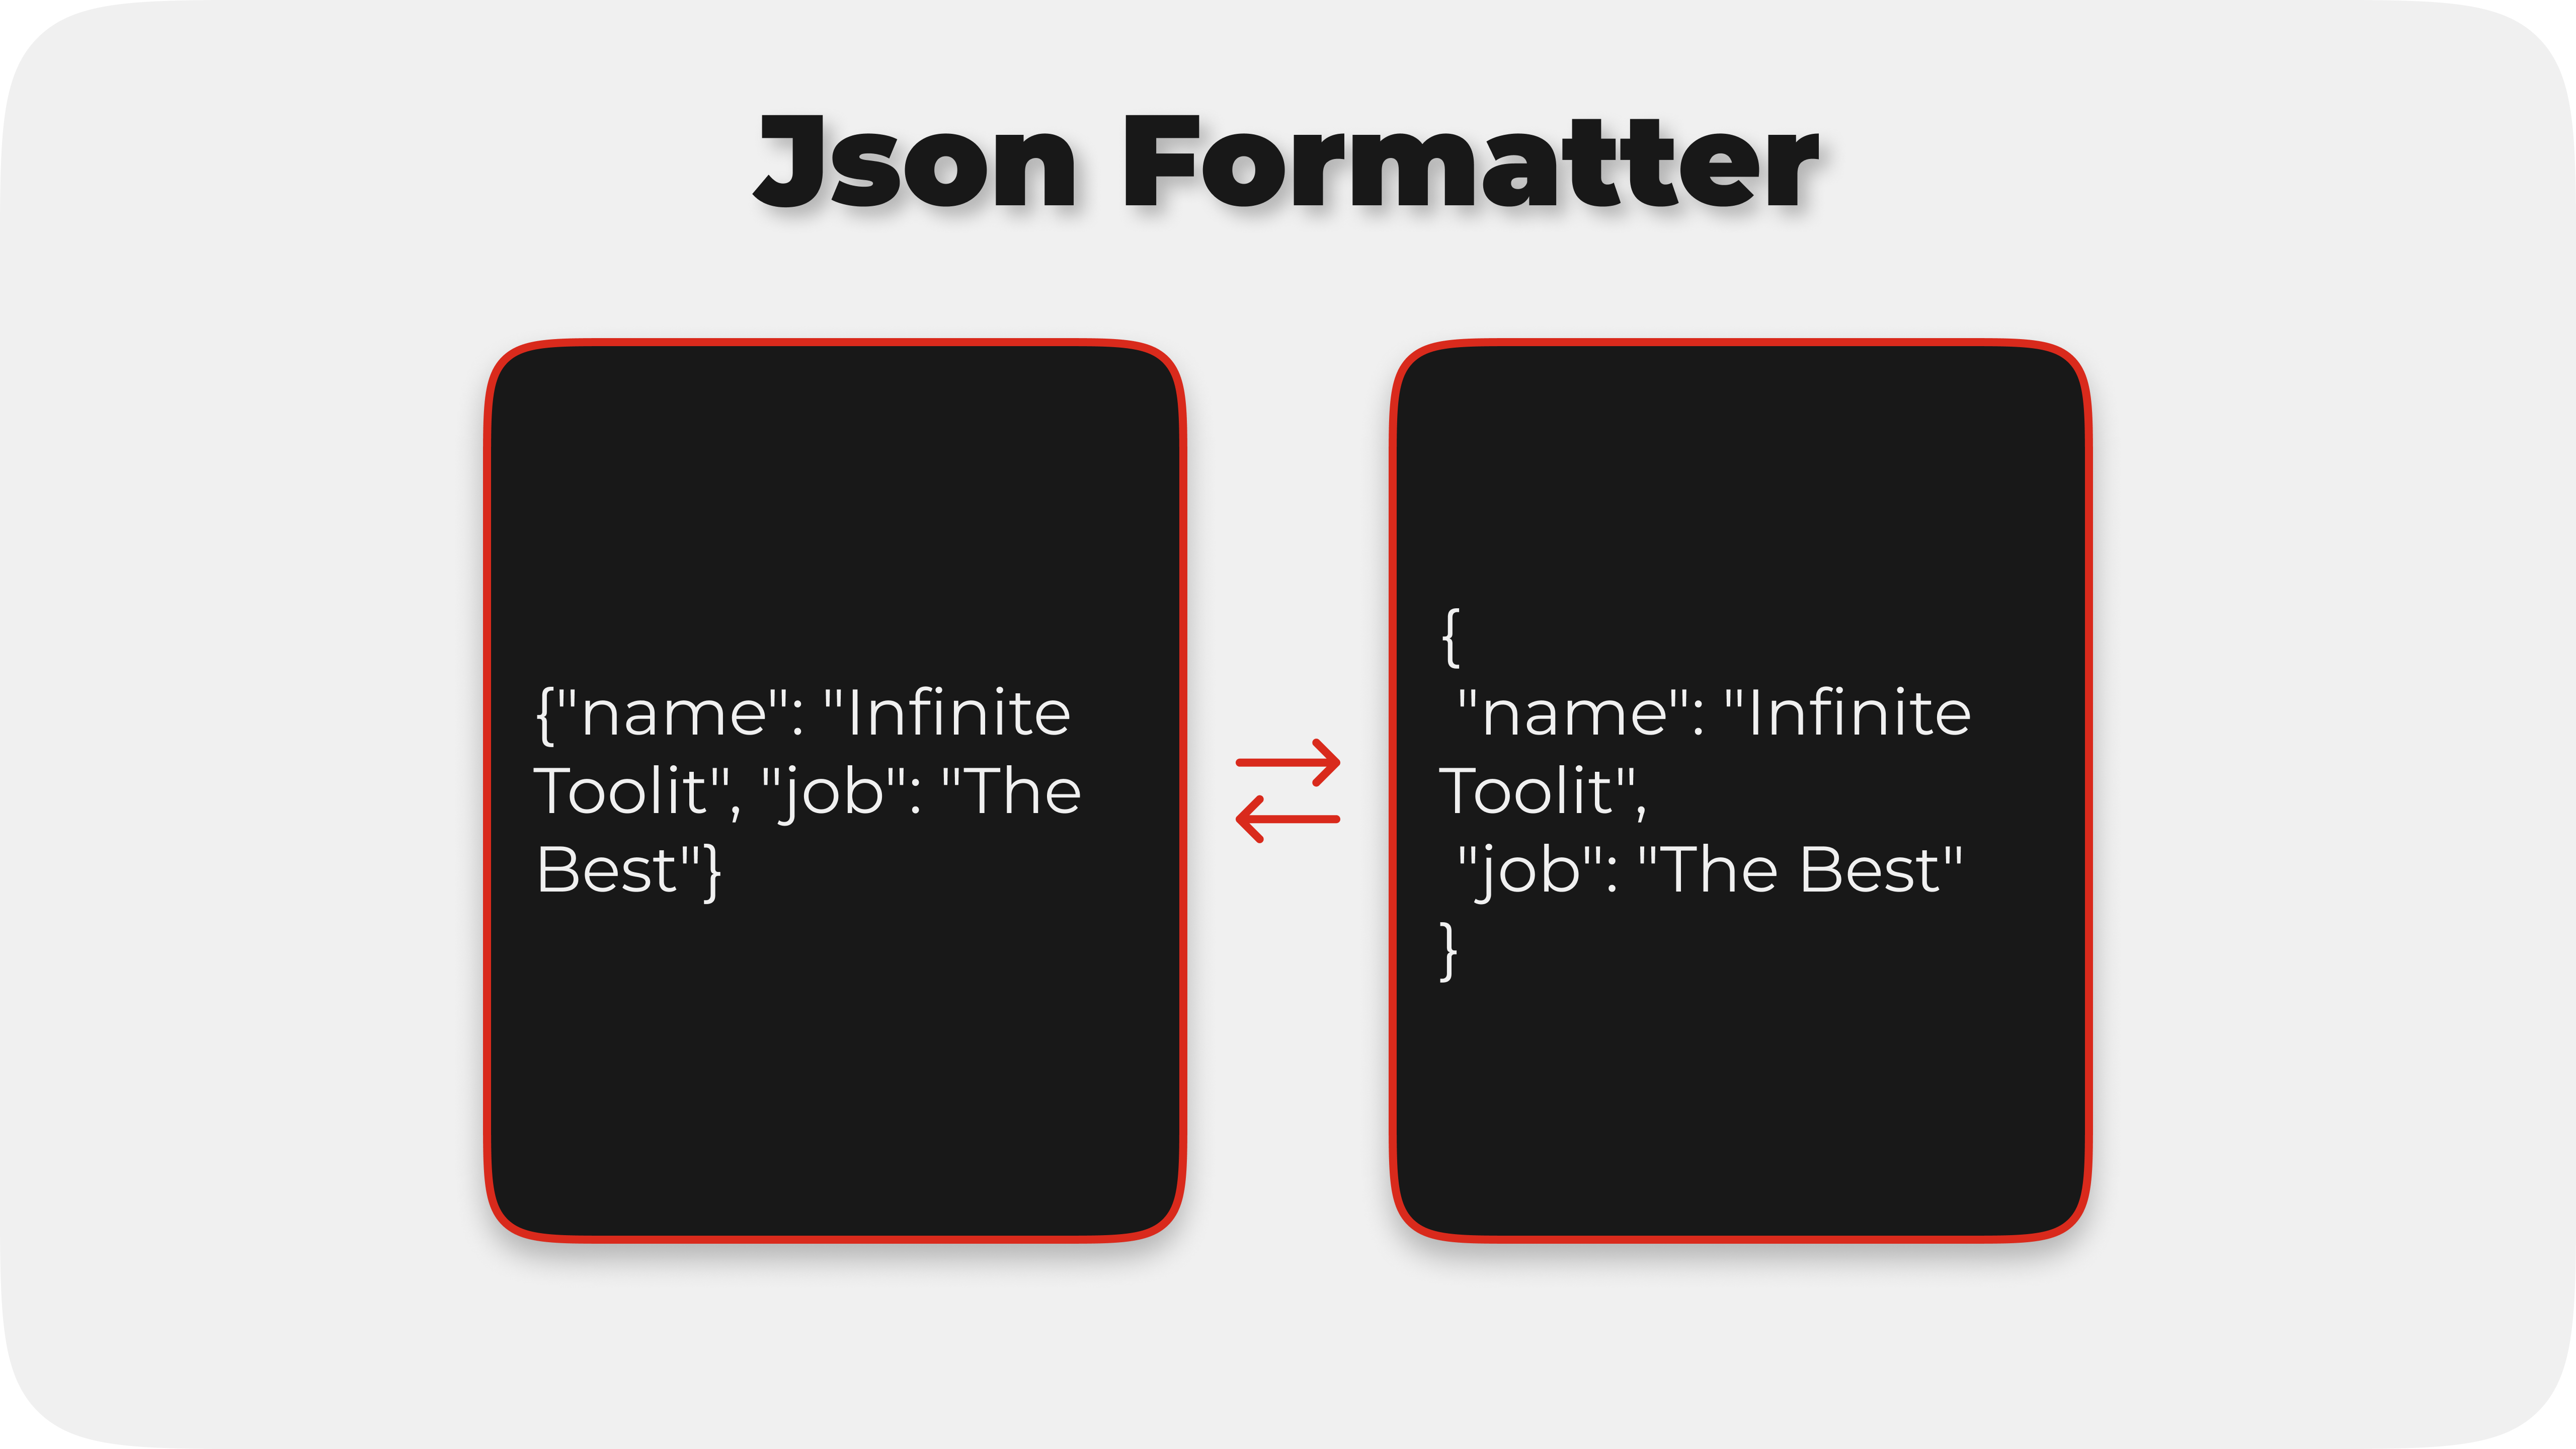 Json Formatter
{"name": "Infinite
Toolit", "job": "The
Best"}
{
 "name": "Infinite
Toolit",
 "job": "The Best"
}